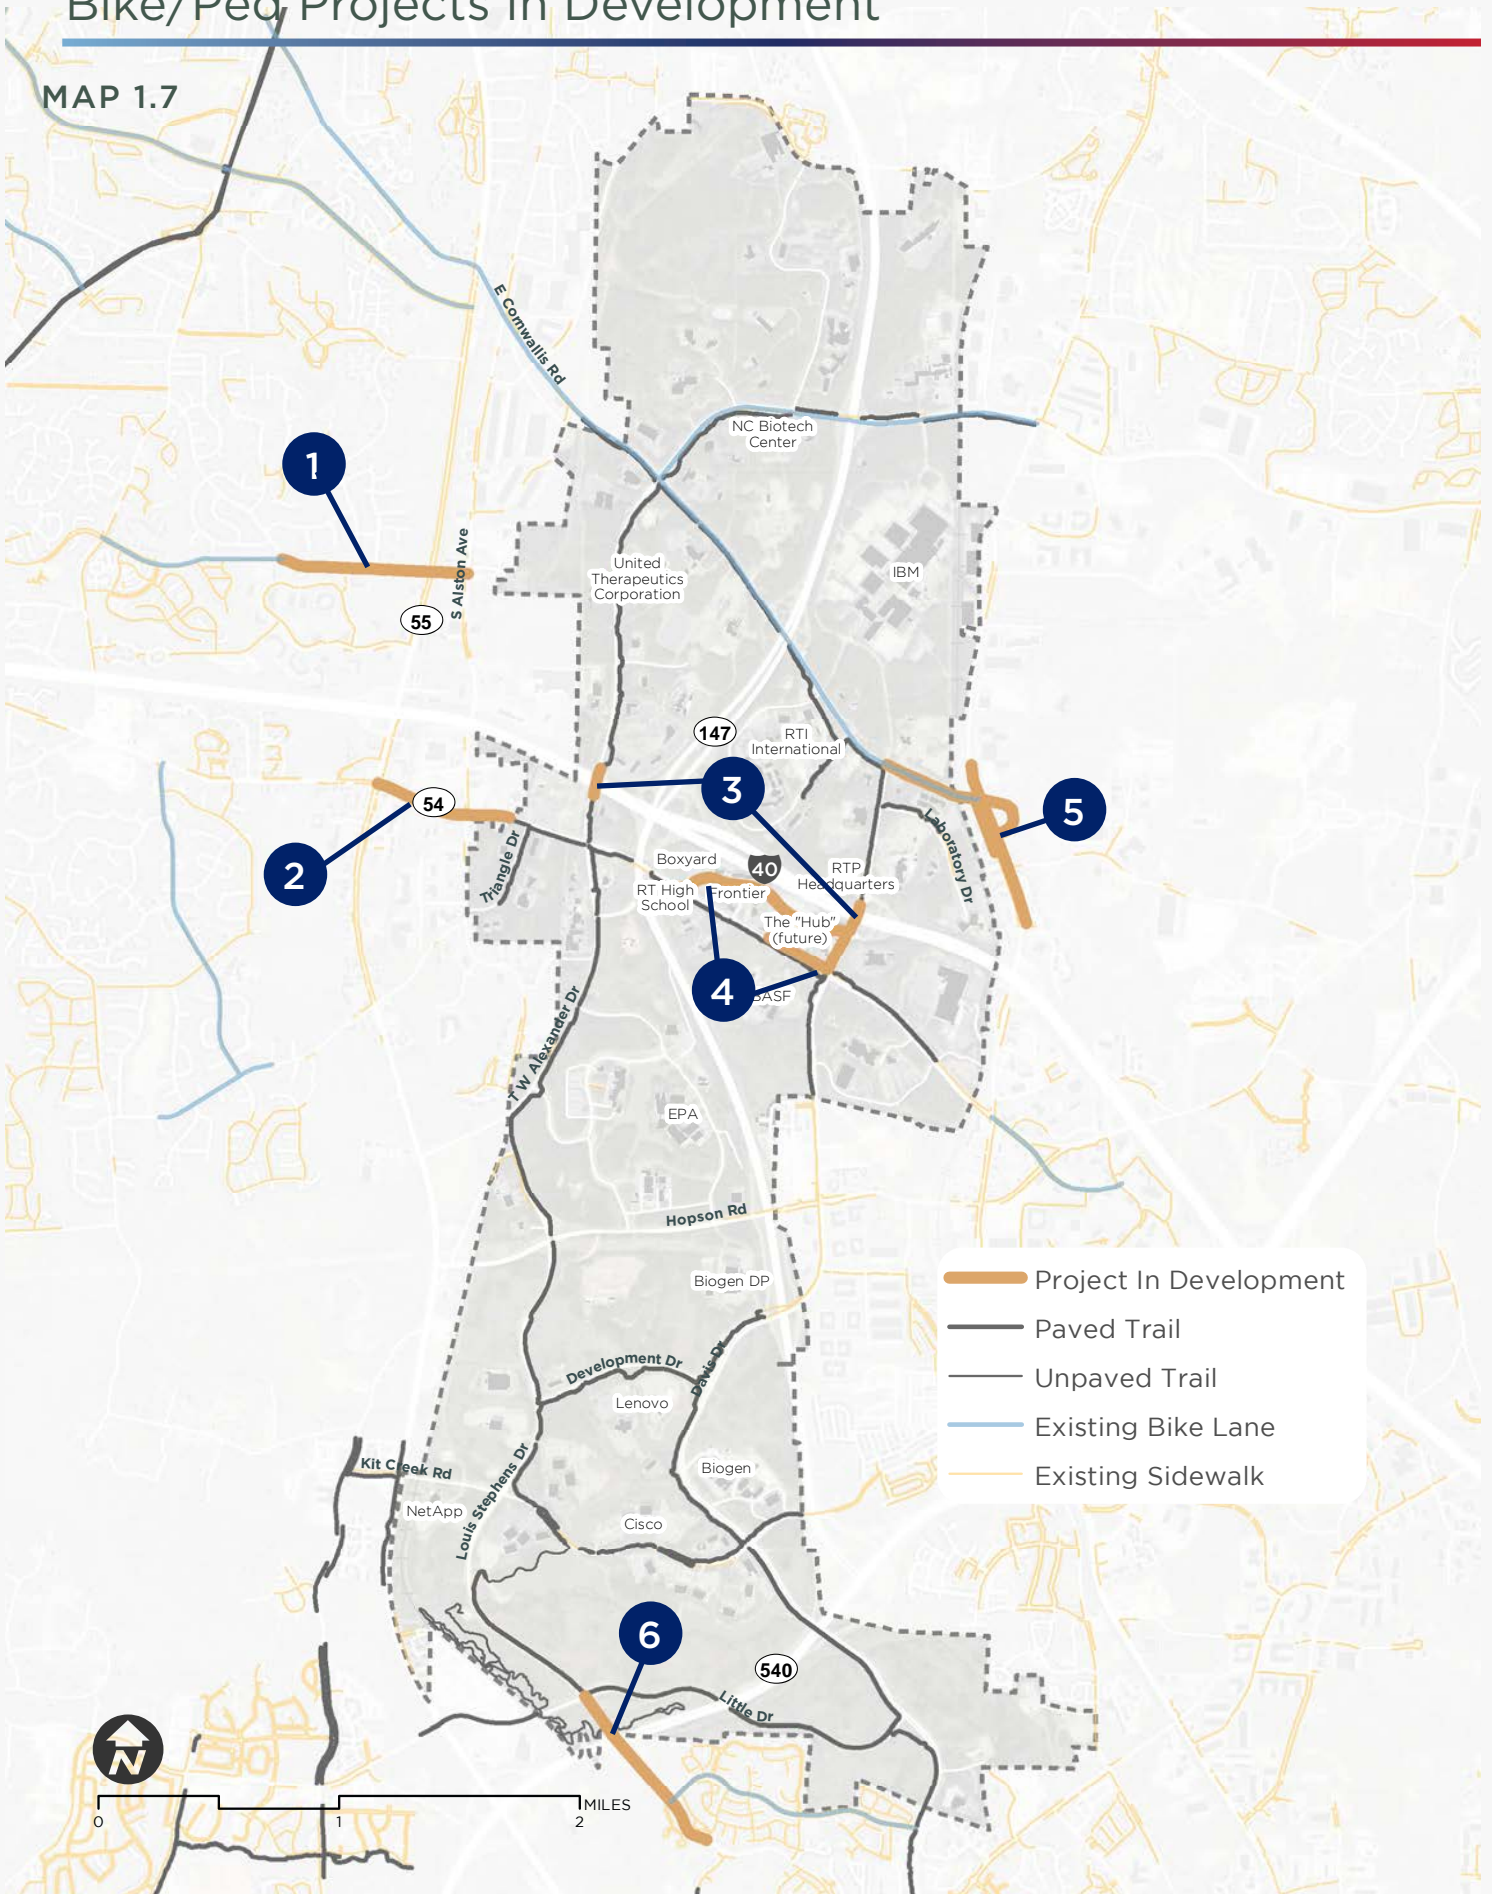 Bike/Ped Projects In Development
MAP 1.7
E Cornwallis Rd
NC Biotech
Center
1
S Alston Ave
United
Therapeutics
Corporation
IBM
55
147
RTI
International
3
54
5
2
Triangle Dr
Boxyard
40
RTP
Headquarters
Laboratory Dr
RT High
School
Frontier
The "Hub"
(future)
4
BASF
T W Alexander Dr
EPA
Hopson Rd
Biogen DP
Project In Development
Paved Trail
Unpaved Trail
Existing Bike Lane
Existing Sidewalk
Development Dr
Davis Dr
Lenovo
Kit Creek Rd
Louis Stephens Dr
Biogen
NetApp
Cisco
6
540
Little Dr
N
MILES
0 1 2